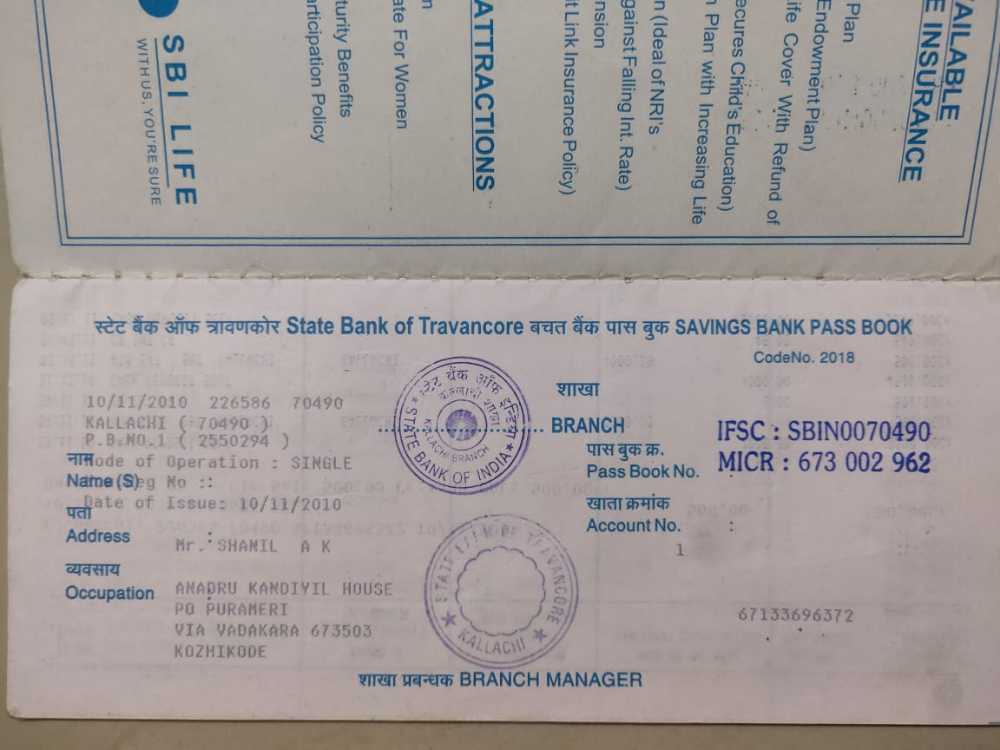 AILABLE
E INSURANCE
Plan
Endowment Plan)
ife Cover With Refund of
ecures Child's Education)
Plan with Increasing Life
n (Ideal of NRI's
gainst Falling Int. Rate)
nsion
it Link Insurance Policy)
ATTRACTIONS
ate For Women
turity Benefits
articipation Policy
SBI LIFE
WITH US, YOU'RE SURE
स्टेट बैंक ऑफ त्रावणकोर State Bank of Travancore बचत बैंक पास बुक SAVINGS BANK PASS BOOK
CodeNo. 2018
10/11/2010 226586 70490
KALLACHI ( 70490 )
P.B.NO.1 ( 2550294 )
नाम Mode of Operation : SINGLE
Name (S) Reg No ::
Date of Issue: 10/11/2010
पता
Address :
Mr. SHAMIL A K
व्यवसाय
Occupation
ANADRU KANDIYIL HOUSE
PO PURAMERI
VIA VADAKARA 673503
KOZHIKODE
स्टेट बैंक ऑफ इन्डिया
कल्लाची शाखा
KALLACHI BRANCH
STATE BANK OF INDIA
STATE BANK OF TRAVANCORE
KALLACHI
शाखा
BRANCH
पास बुक क्र.
Pass Book No.
खाता क्रमांक
Account No. :
1
IFSC : SBIN0070490
MICR : 673 002 962
67133696372
शाखा प्रबन्धक BRANCH MANAGER